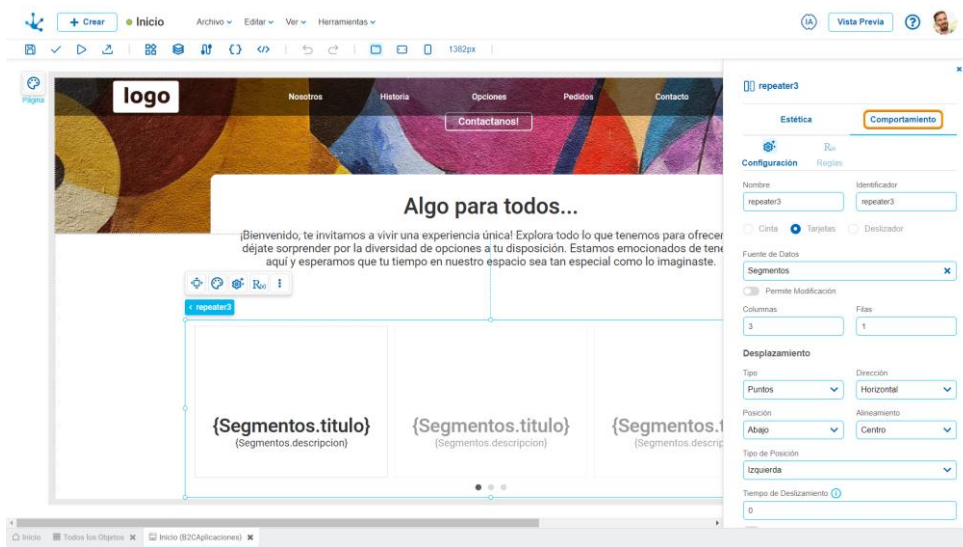 + Crear
Inicio
Archivo
Editar
Ver
Herramientas
IA
Vista Previa
?
1382px
Página
logo
Nosotros
Historia
Opciones
Pedidos
Contacto
Contactanos!
Algo para todos...
¡Bienvenido, te invitamos a vivir una experiencia única! Explora todo lo que tenemos para ofrecer
déjate sorprender por la diversidad de opciones a tu disposición. Estamos emocionados de tene
aquí y esperamos que tu tiempo en nuestro espacio sea tan especial como lo imaginaste.
R(x)
< repeater3
{Segmentos.titulo}
{Segmentos.descripcion}
{Segmentos.titulo}
{Segmentos.descripcion}
{Segmentos.t
{Segmentos.descrip
repeater3
Estética
Comportamiento
Configuración
R(x)
Reglas
Nombre
Identificador
repeater3
repeater3
Cinta
Tarjetas
Deslizador
Fuente de Datos
Segmentos
Permite Modificación
Columnas
Filas
3
1
Desplazamiento
Tipo
Dirección
Puntos
Horizontal
Posición
Alineamiento
Abajo
Centro
Tipo de Posición
Izquierda
Tiempo de Deslizamiento
0
Inicio
Todos los Objetos
Inicio (B2CAplicaciones)